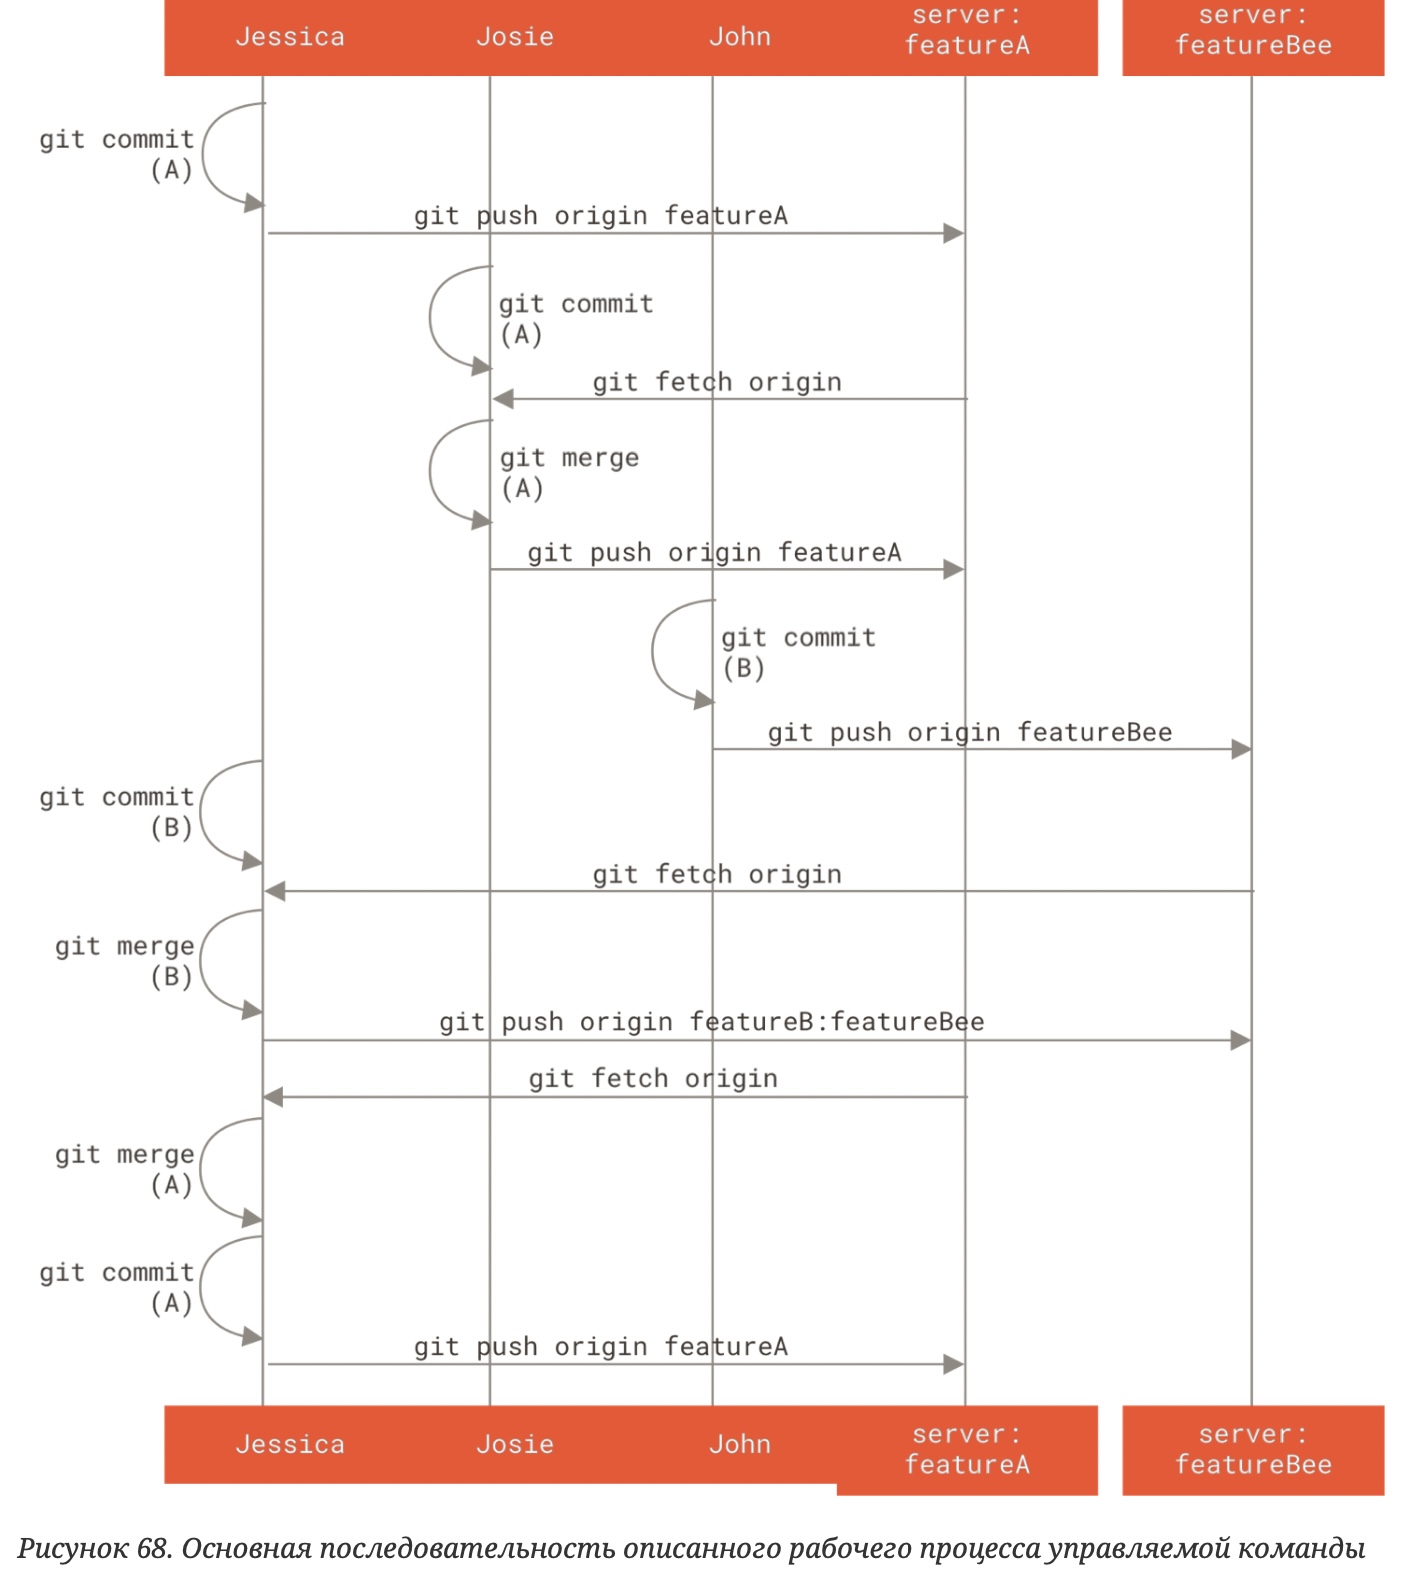 Jessica
Josie
John
server:
featureA
server:
featureBee
git commit
(A)
git push origin featureA
git commit
(A)
git fetch origin
git merge
(A)
git push origin featureA
git commit
(B)
git push origin featureBee
git commit
(B)
git fetch origin
git merge
(B)
git push origin featureB:featureBee
git fetch origin
git merge
(A)
git commit
(A)
git push origin featureA
Jessica
Josie
John
server:
featureA
server:
featureBee
Рисунок 68. Основная последовательность описанного рабочего процесса управляемой команды